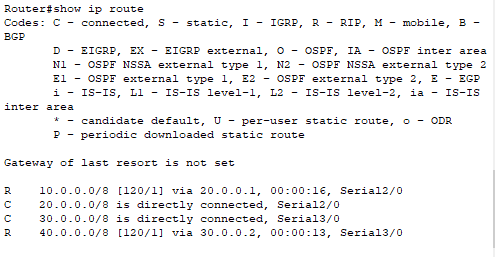 Router#show ip route
Codes: C - connected, S - static, I - IGRP, R - RIP, M - mobile, B -
BGP
D - EIGRP, EX - EIGRP external, O - OSPF, IA - OSPF inter area
N1 - OSPF NSSA external type 1, N2 - OSPF NSSA external type 2
E1 - OSPF external type 1, E2 - OSPF external type 2, E - EGP
i - IS-IS, L1 - IS-IS level-1, L2 - IS-IS level-2, ia - IS-IS
inter area
* - candidate default, U - per-user static route, o - ODR
P - periodic downloaded static route
Gateway of last resort is not set
R 10.0.0.0/8 [120/1] via 20.0.0.1, 00:00:16, Serial2/0
C 20.0.0.0/8 is directly connected, Serial2/0
C 30.0.0.0/8 is directly connected, Serial3/0
R 40.0.0.0/8 [120/1] via 30.0.0.2, 00:00:13, Serial3/0